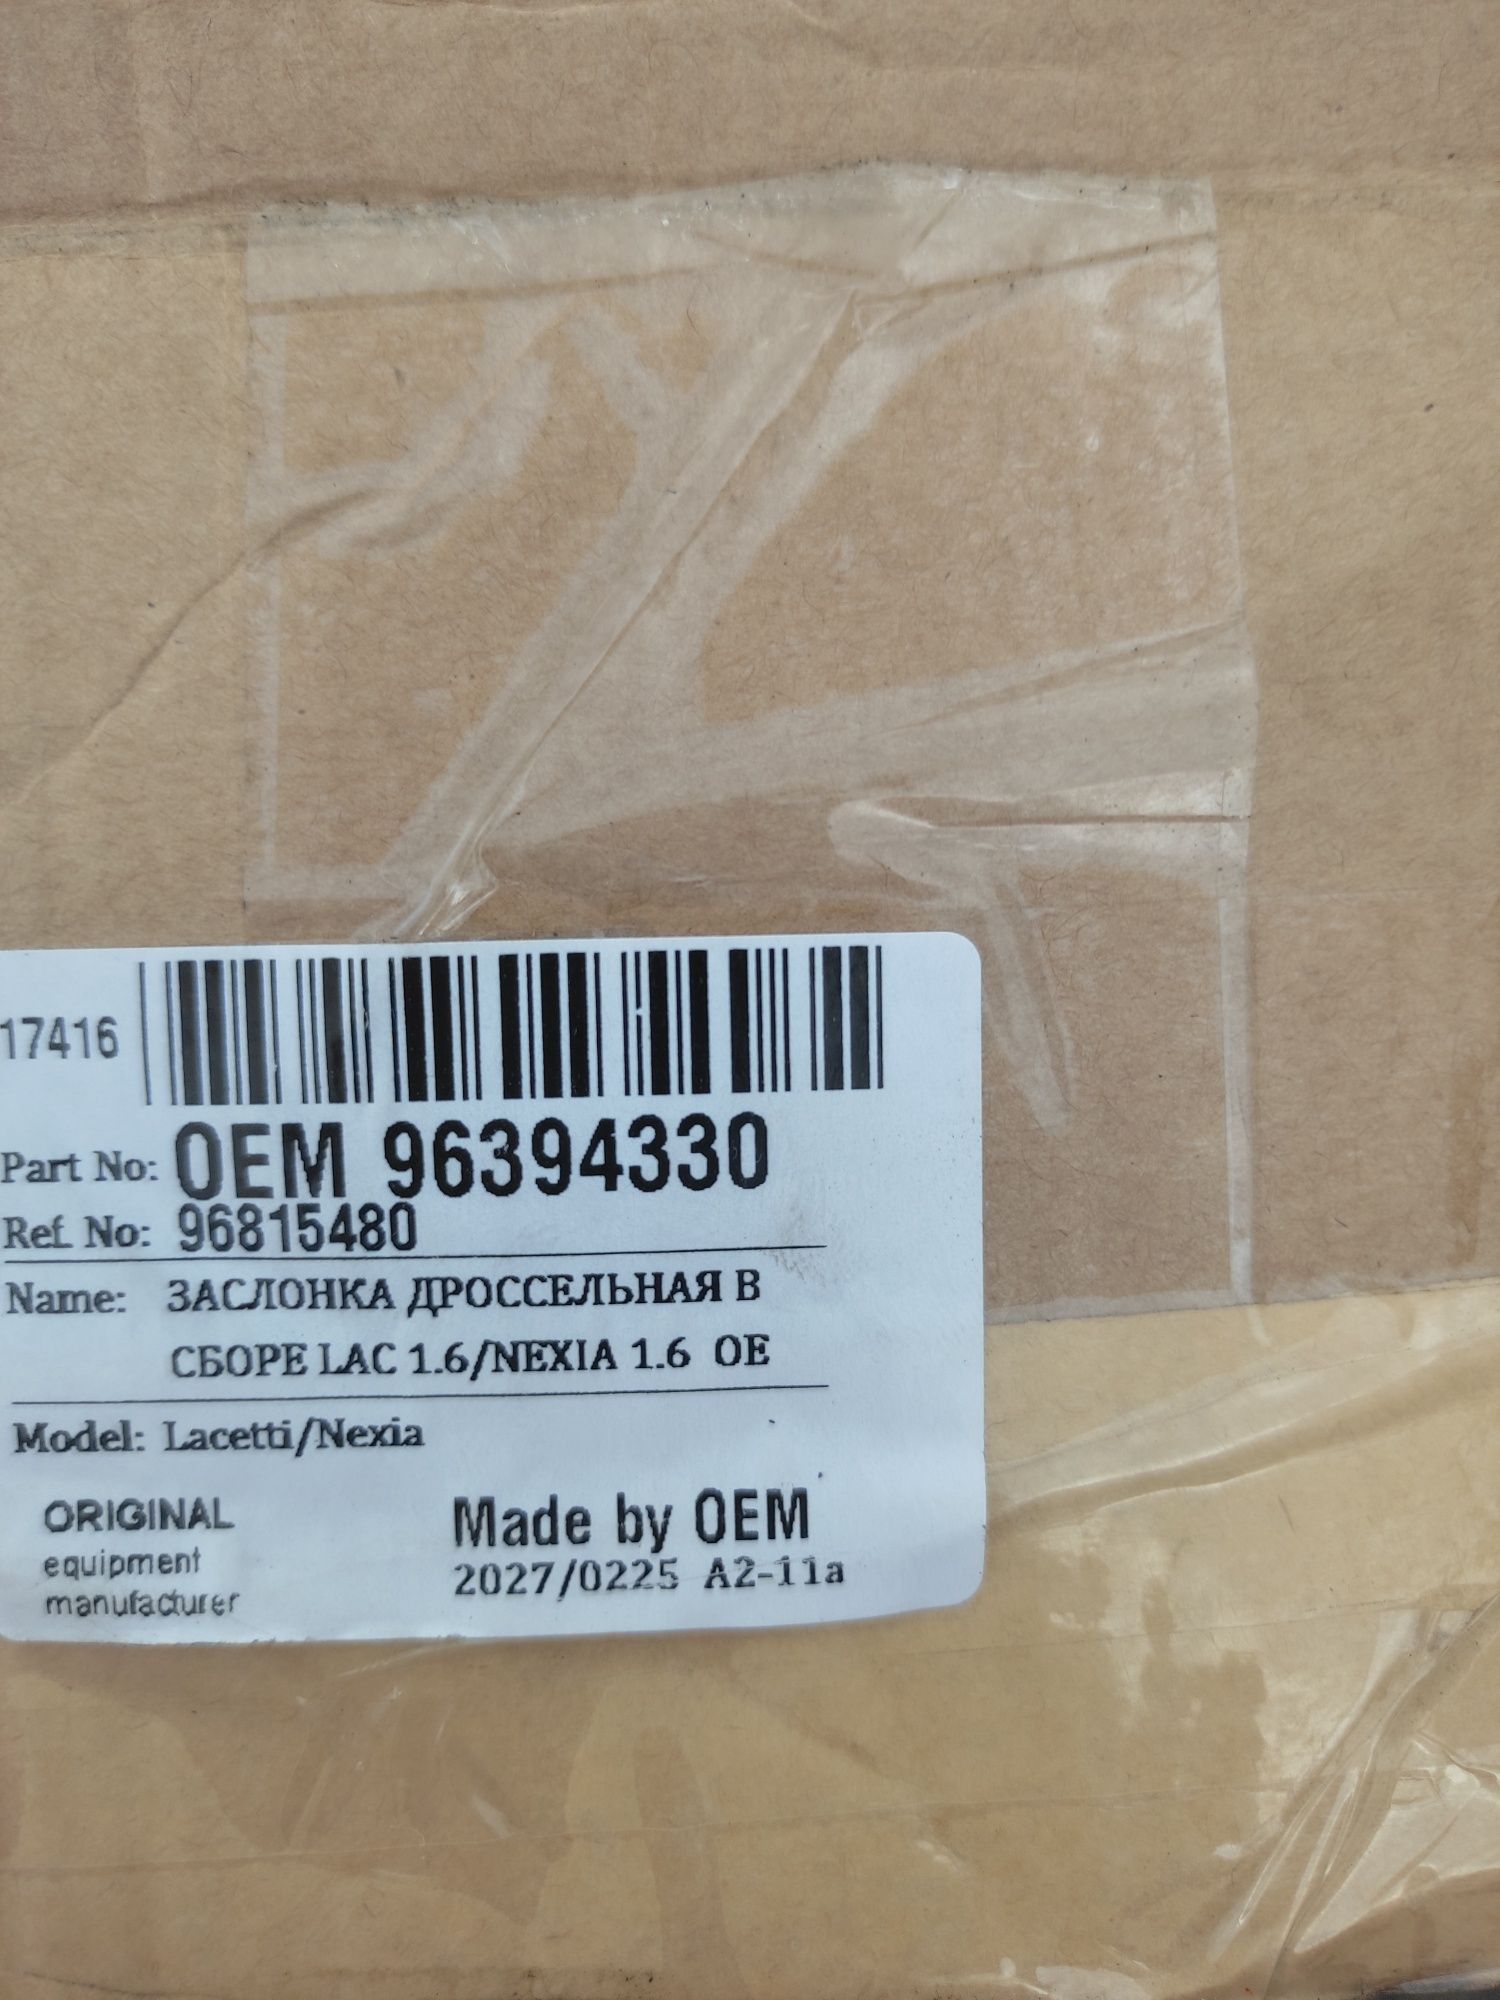 17416
Part No: OEM 96394330
Ref. No: 96815480
Name: ЗАСЛОНКА ДРОССЕЛЬНАЯ В
СБОРЕ LAC 1.6/NEXIA 1.6 OE
Model: Lacetti/Nexia
ORIGINAL
equipment
manufacturer
Made by OEM
2027/0225 A2-11a